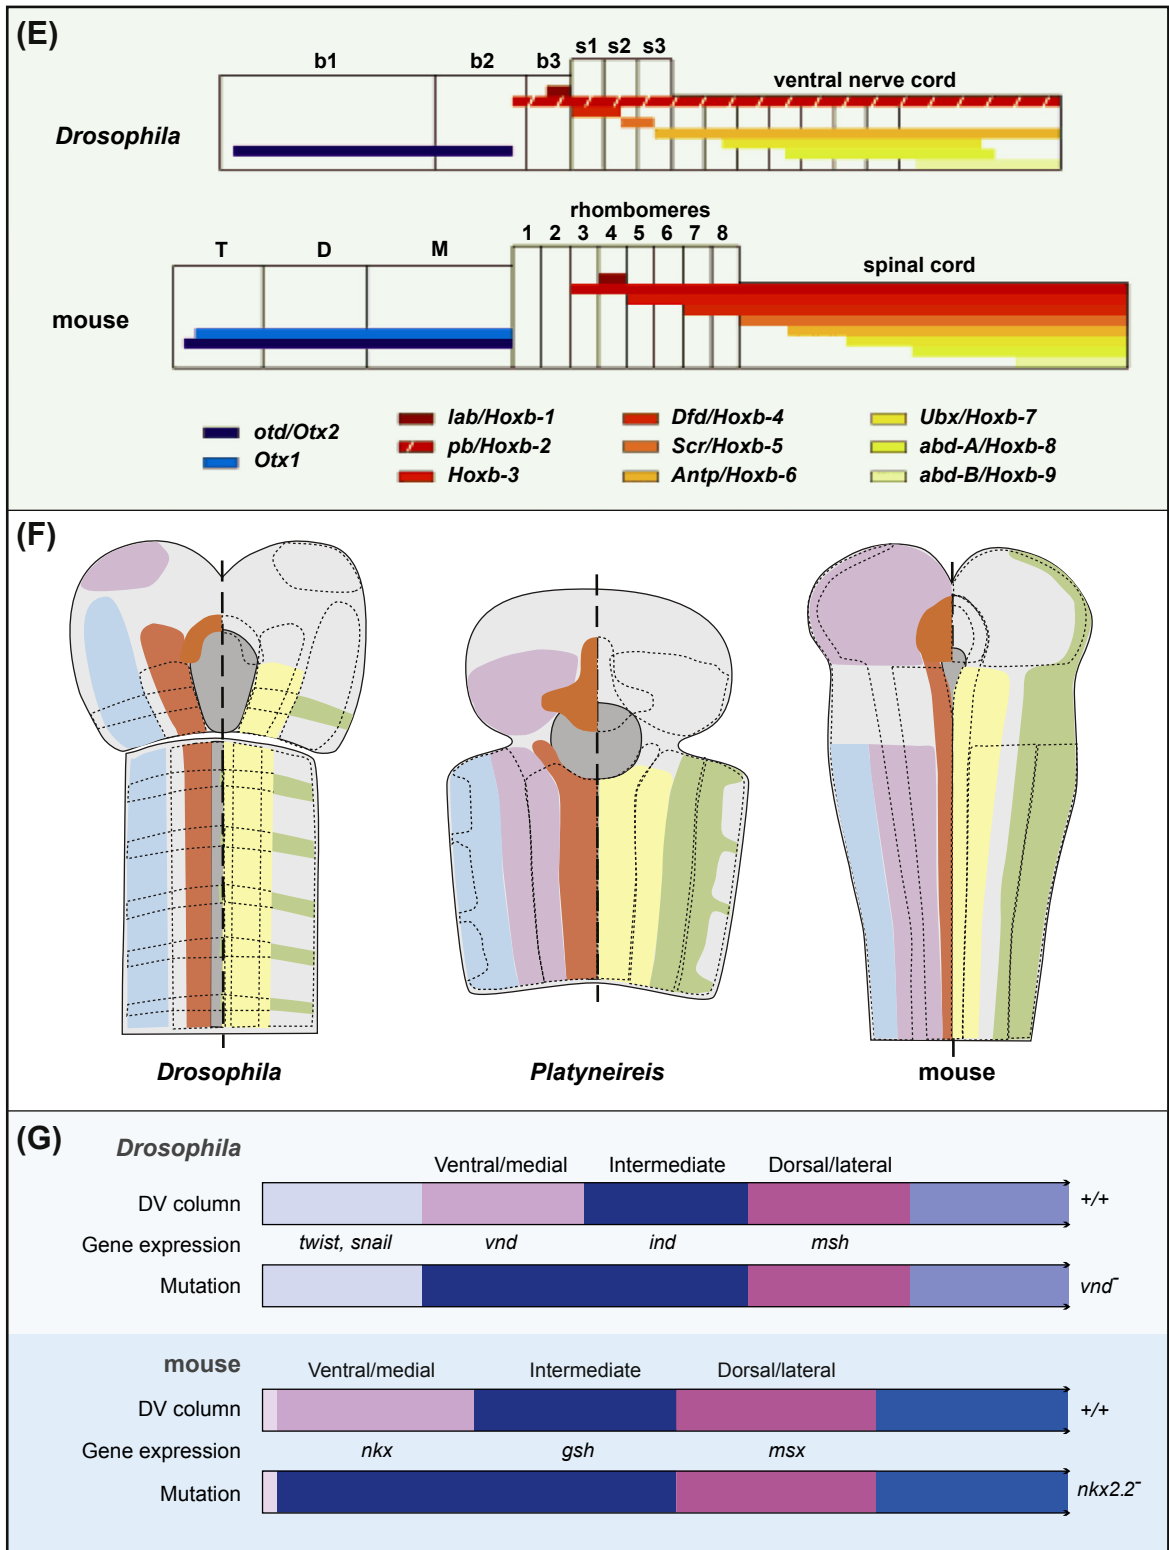 (E)
b1 b2 b3 s1 s2 s3
ventral nerve cord
Drosophila
rhombomeres
T D M 1 2 3 4 5 6 7 8
spinal cord
mouse
otd/Otx2
Otx1
lab/Hoxb-1
pb/Hoxb-2
Hoxb-3
Dfd/Hoxb-4
Scr/Hoxb-5
Antp/Hoxb-6
Ubx/Hoxb-7
abd-A/Hoxb-8
abd-B/Hoxb-9
(F)
Drosophila Platyneireis mouse
(G)
Drosophila
Ventral/medial Intermediate Dorsal/lateral
DV column +/+
Gene expression twist, snail vnd ind msh
Mutation vnd⁻
mouse
Ventral/medial Intermediate Dorsal/lateral
DV column +/+
Gene expression nkx gsh msx
Mutation nkx2.2⁻